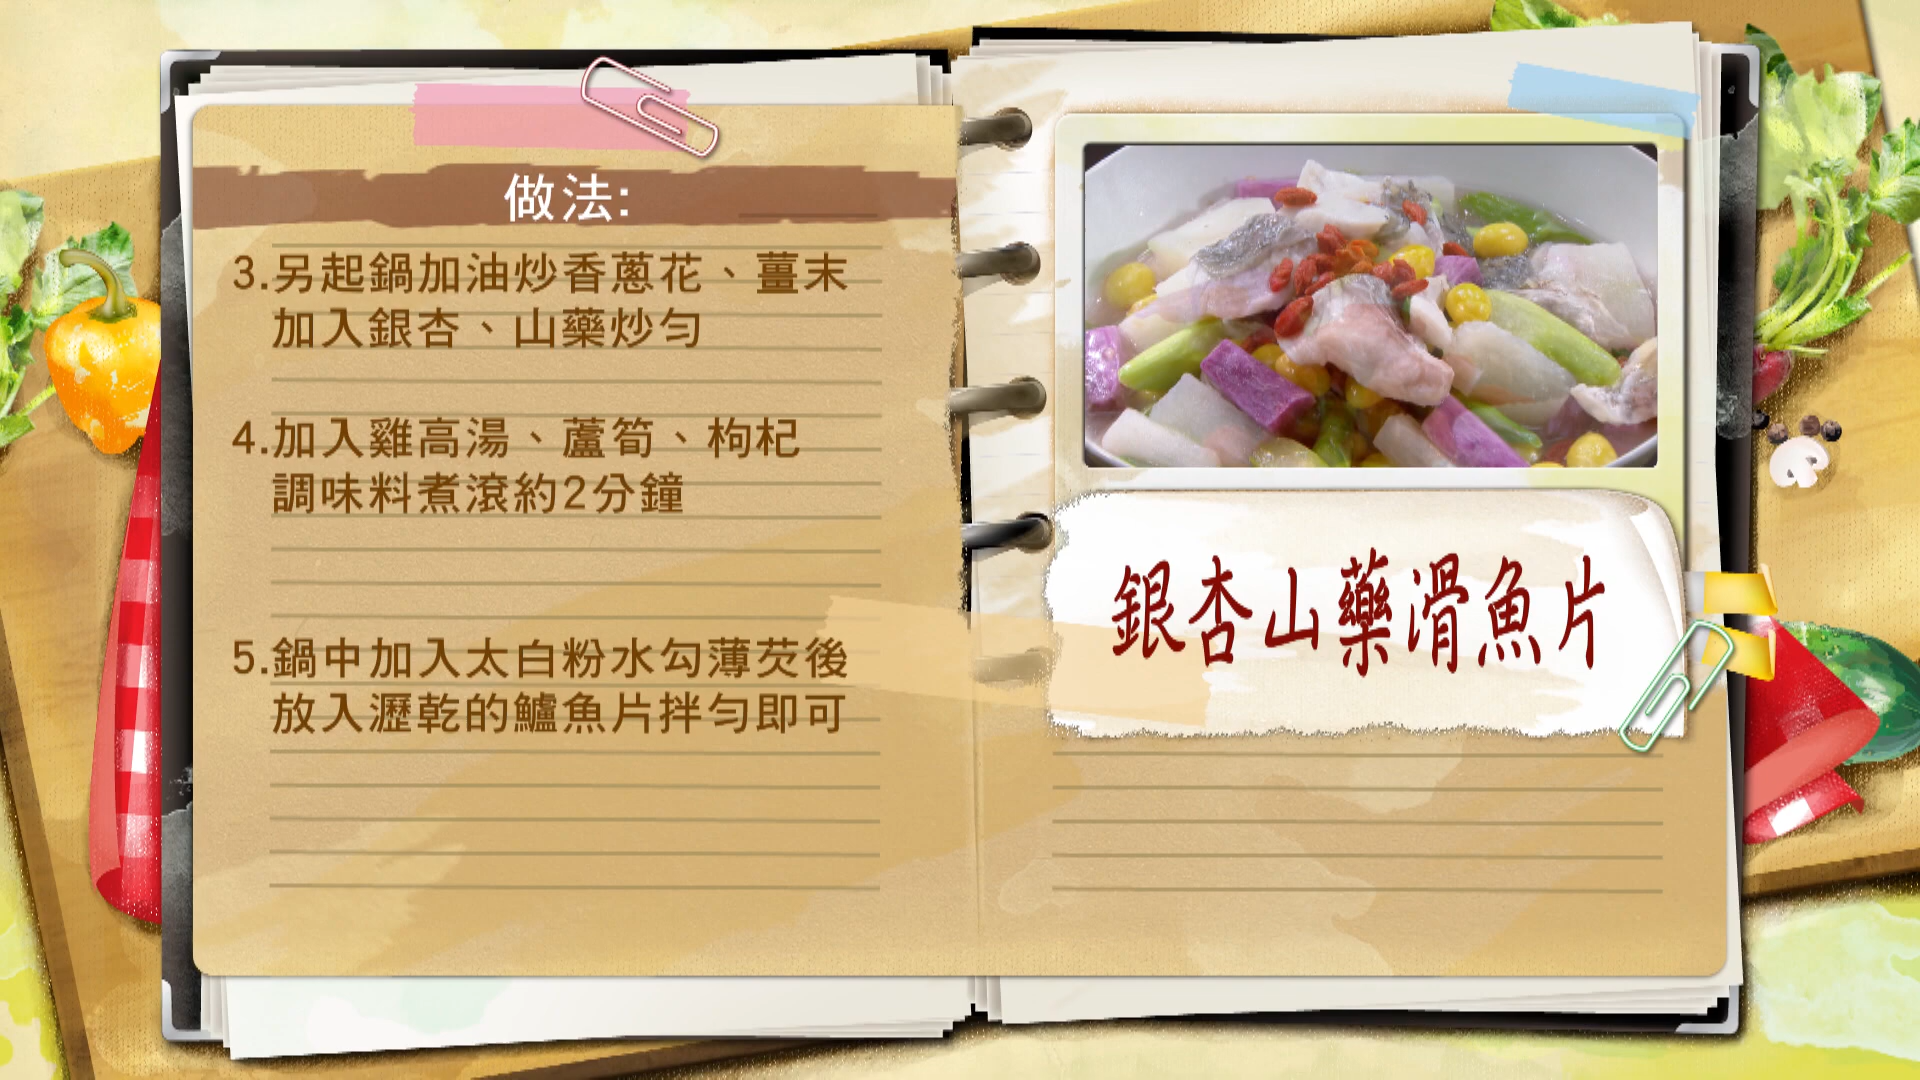 做法:
3.另起鍋加油炒香蔥花、薑末
加入銀杏、山藥炒勻
4.加入雞高湯、蘆筍、枸杞
調味料煮滾約2分鐘
5.鍋中加入太白粉水勾薄芡後
放入瀝乾的鱸魚片拌勻即可
銀杏山藥滑魚片